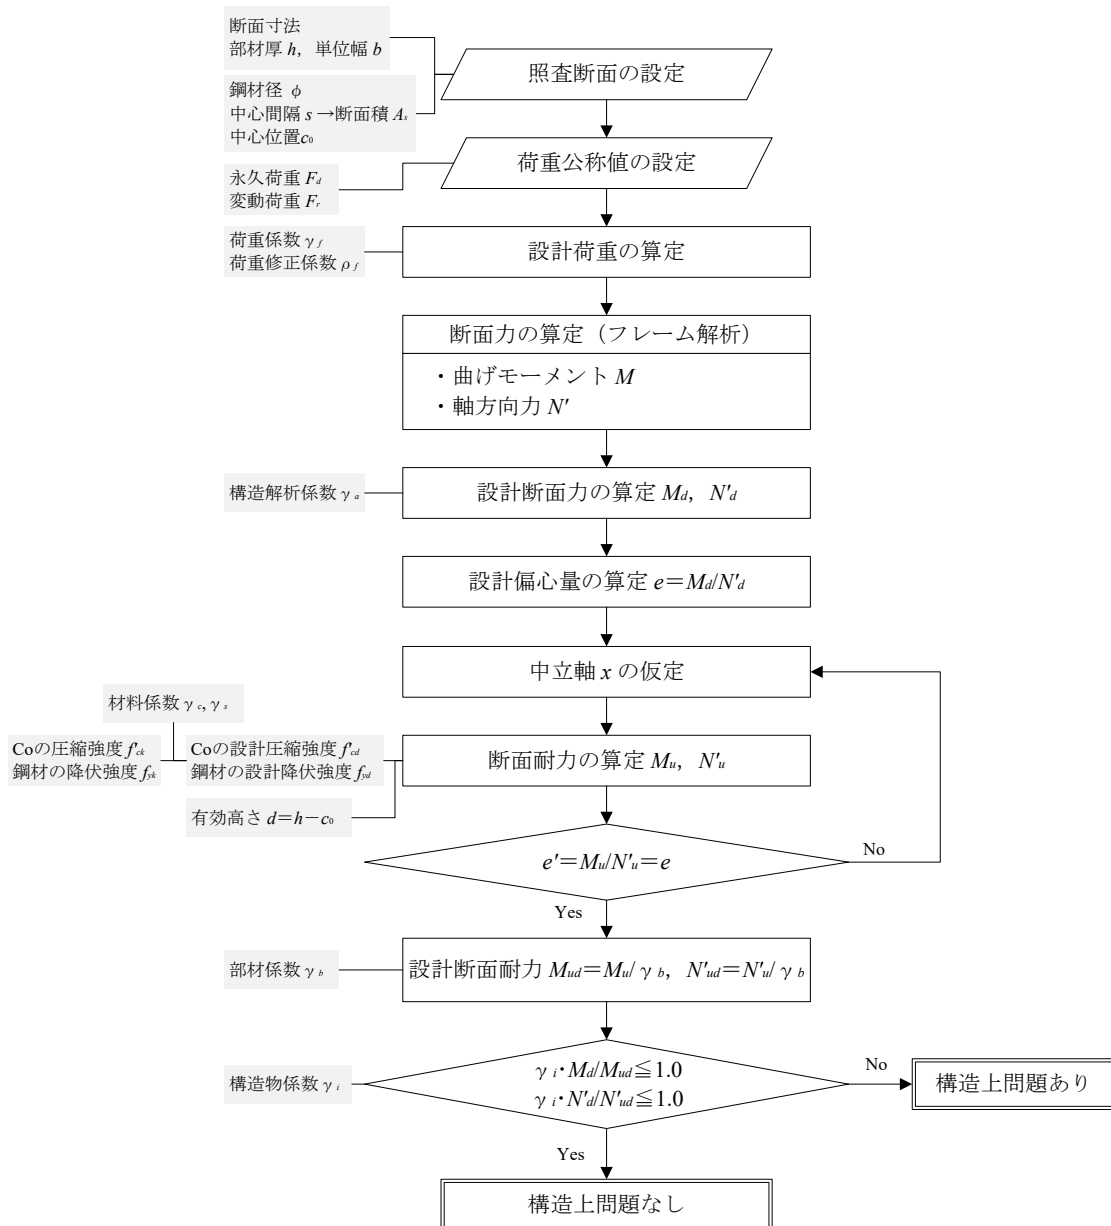 断面寸法
部材厚 h, 単位幅 b
照査断面の設定
鋼材径 φ
中心間隔 s →断面積 As
中心位置c0
荷重公称値の設定
永久荷重 Fd
変動荷重 Fr
荷重係数 γf
荷重修正係数 ρf
設計荷重の算定
断面力の算定（フレーム解析）
・曲げモーメント M
・軸方向力 N'
構造解析係数 γa
設計断面力の算定 Md, N'd
設計偏心量の算定 e＝Md/N'd
中立軸 x の仮定
材料係数 γc, γs
Coの圧縮強度 f'ck
鋼材の降伏強度 fyk
Coの設計圧縮強度 f'cd
鋼材の設計降伏強度 fyd
断面耐力の算定 Mu, N'u
有効高さ d＝h－c0
e'＝Mu/N'u＝e
No
Yes
部材係数 γb
設計断面耐力 Mud＝Mu/γb, N'ud＝N'u/γb
構造物係数 γi
γi・Md/Mud≦1.0
γi・N'd/N'ud≦1.0
No
構造上問題あり
Yes
構造上問題なし